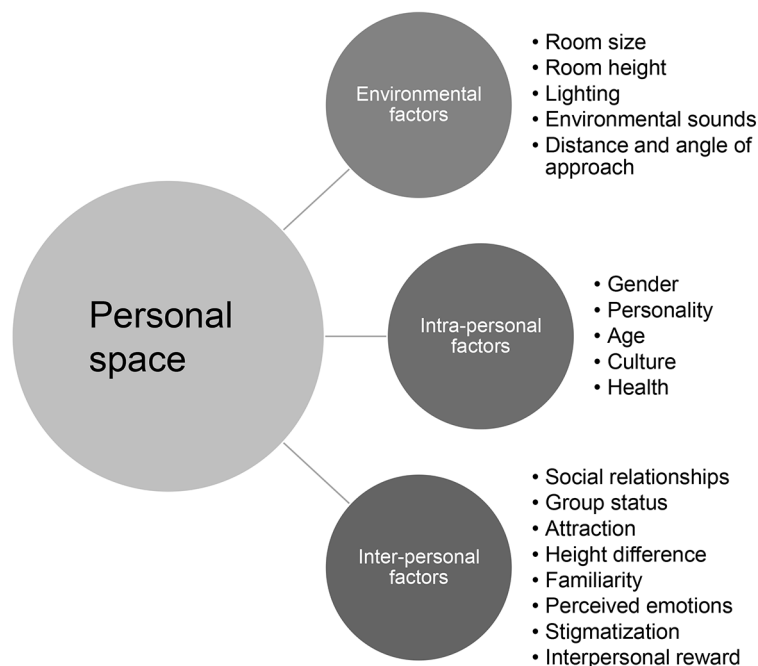 Personal
space
Environmental
factors
• Room size
• Room height
• Lighting
• Environmental sounds
• Distance and angle of
approach
Intra-personal
factors
• Gender
• Personality
• Age
• Culture
• Health
Inter-personal
factors
• Social relationships
• Group status
• Attraction
• Height difference
• Familiarity
• Perceived emotions
• Stigmatization
• Interpersonal reward